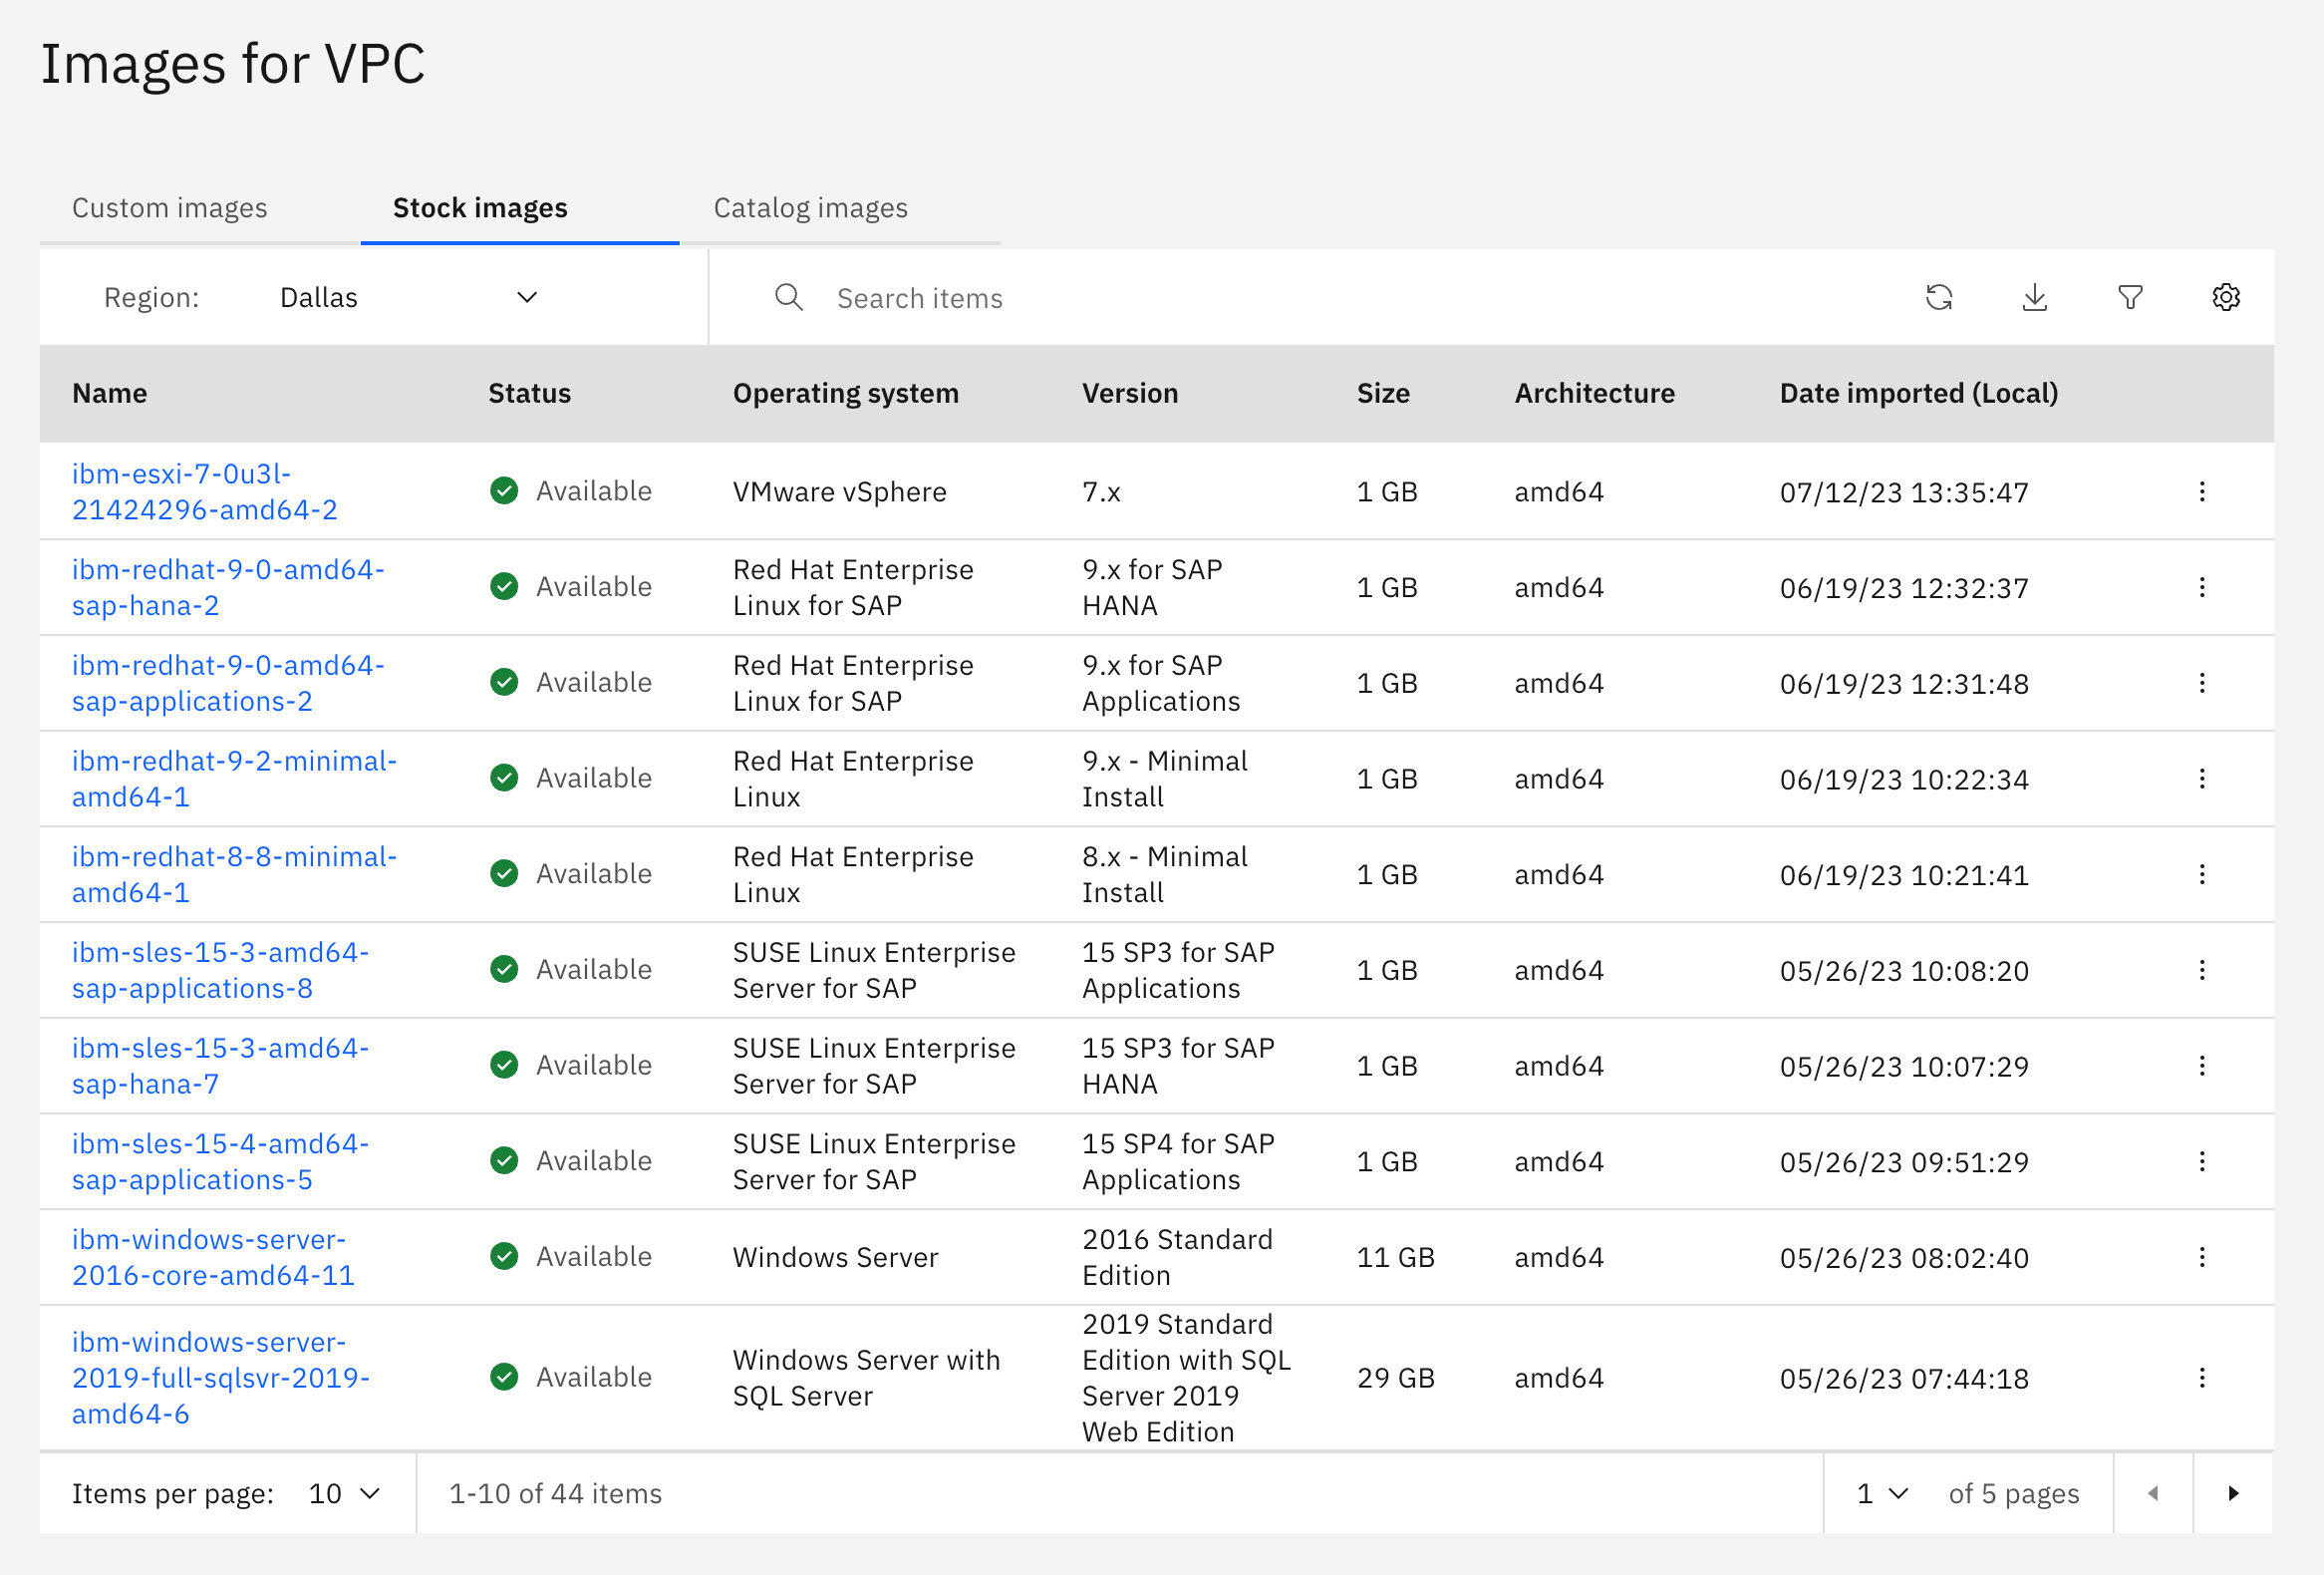 Images for VPC
Custom images Stock images Catalog images
Region: Dallas Search items
Name Status Operating system Version Size Architecture Date imported (Local)
ibm-esxi-7-0u3l-
21424296-amd64-2 Available VMware vSphere 7.x 1 GB amd64 07/12/23 13:35:47
ibm-redhat-9-0-amd64- Red Hat Enterprise 9.x for SAP
sap-hana-2 Available Linux for SAP HANA 1 GB amd64 06/19/23 12:32:37
ibm-redhat-9-0-amd64- Red Hat Enterprise 9.x for SAP
sap-applications-2 Available Linux for SAP Applications 1 GB amd64 06/19/23 12:31:48
ibm-redhat-9-2-minimal- Red Hat Enterprise 9.x - Minimal
amd64-1 Available Linux Install 1 GB amd64 06/19/23 10:22:34
ibm-redhat-8-8-minimal- Red Hat Enterprise 8.x - Minimal
amd64-1 Available Linux Install 1 GB amd64 06/19/23 10:21:41
ibm-sles-15-3-amd64- SUSE Linux Enterprise 15 SP3 for SAP
sap-applications-8 Available Server for SAP Applications 1 GB amd64 05/26/23 10:08:20
ibm-sles-15-3-amd64- SUSE Linux Enterprise 15 SP3 for SAP
sap-hana-7 Available Server for SAP HANA 1 GB amd64 05/26/23 10:07:29
ibm-sles-15-4-amd64- SUSE Linux Enterprise 15 SP4 for SAP
sap-applications-5 Available Server for SAP Applications 1 GB amd64 05/26/23 09:51:29
ibm-windows-server- 2016 Standard
2016-core-amd64-11 Available Windows Server Edition 11 GB amd64 05/26/23 08:02:40
2019 Standard
ibm-windows-server- Windows Server with Edition with SQL
2019-full-sqlsvr-2019- Available SQL Server Server 2019 29 GB amd64 05/26/23 07:44:18
amd64-6 Web Edition
Items per page: 10 1-10 of 44 items 1 of 5 pages